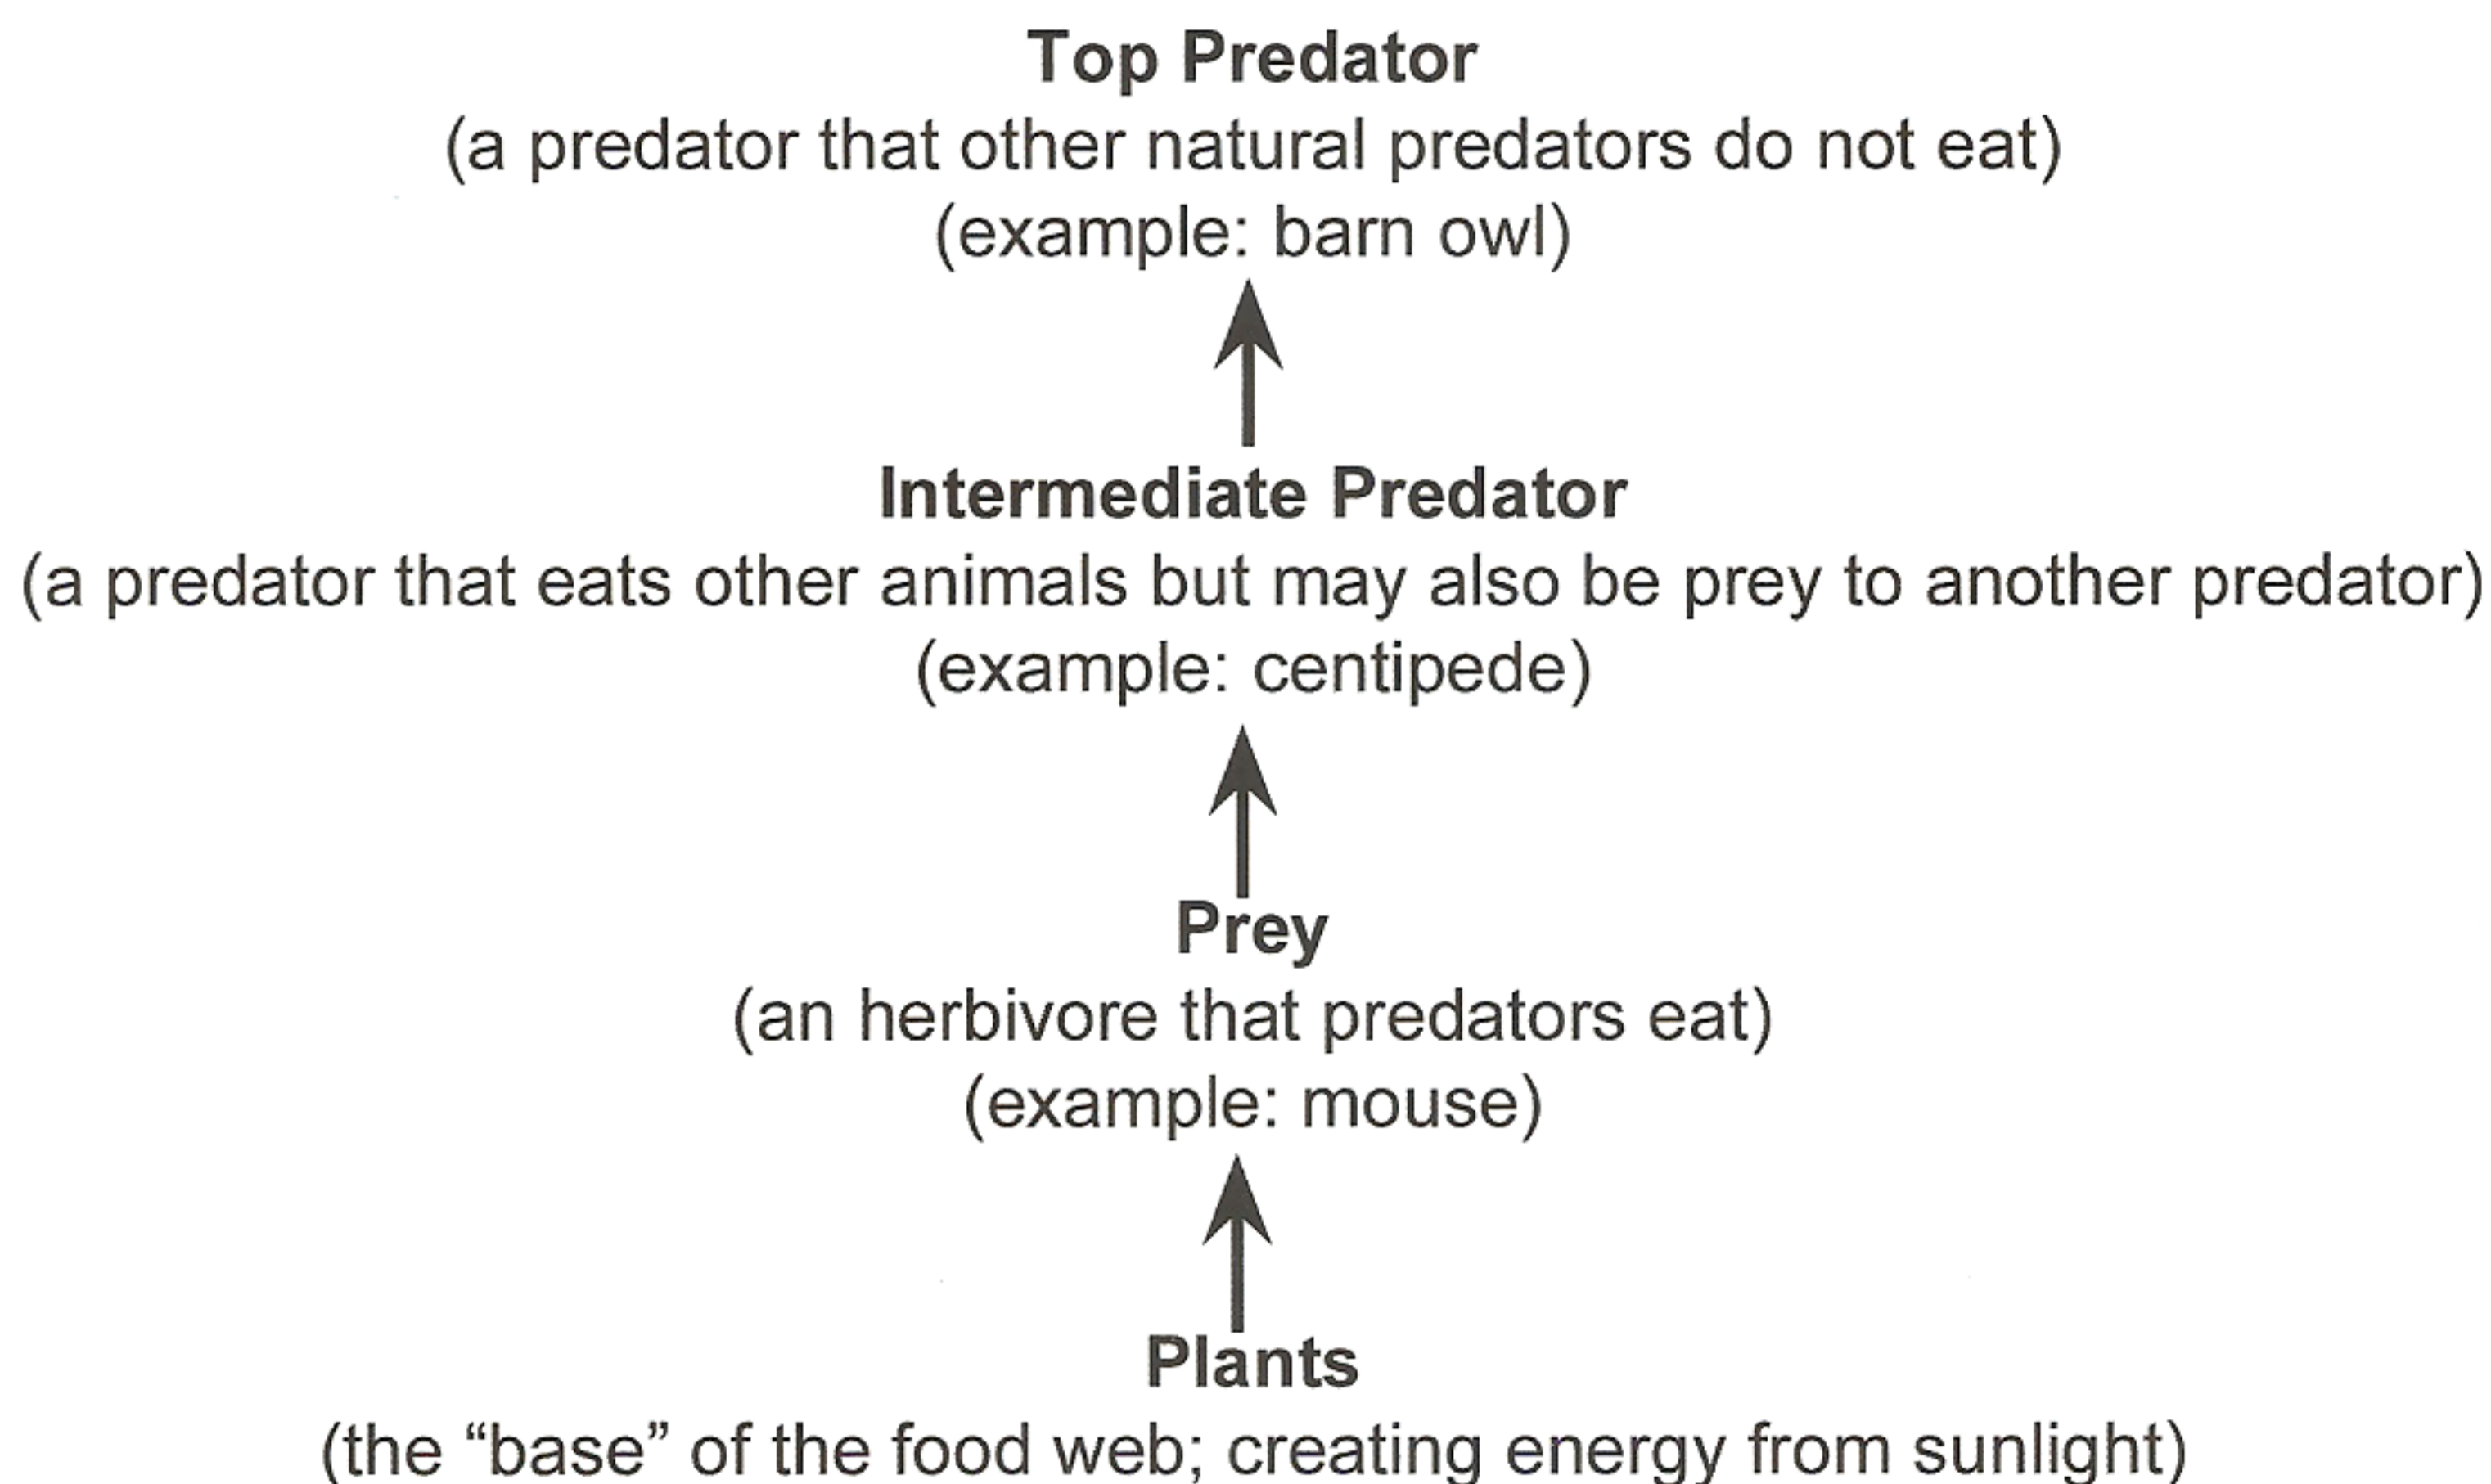 Top Predator
(a predator that other natural predators do not eat)
(example: barn owl)
Intermediate Predator
(a predator that eats other animals but may also be prey to another predator)
(example: centipede)
Prey
(an herbivore that predators eat)
(example: mouse)
Plants
(the “base” of the food web; creating energy from sunlight)